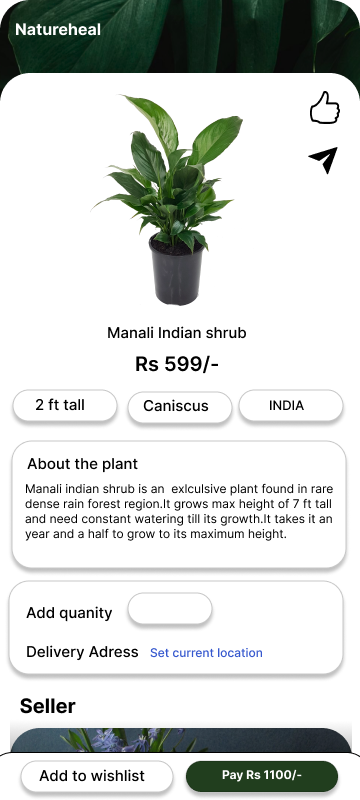 Natureheal
Manali Indian shrub
Rs 599/-
2 ft tall
Caniscus
INDIA
About the plant
Manali indian shrub is an exlculsive plant found in rare
dense rain forest region.It grows max height of 7 ft tall
and need constant watering till its growth.It takes it an
year and a half to grow to its maximum height.
Add quanity
Delivery Adress Set current location
Seller
Add to wishlist
Pay Rs 1100/-